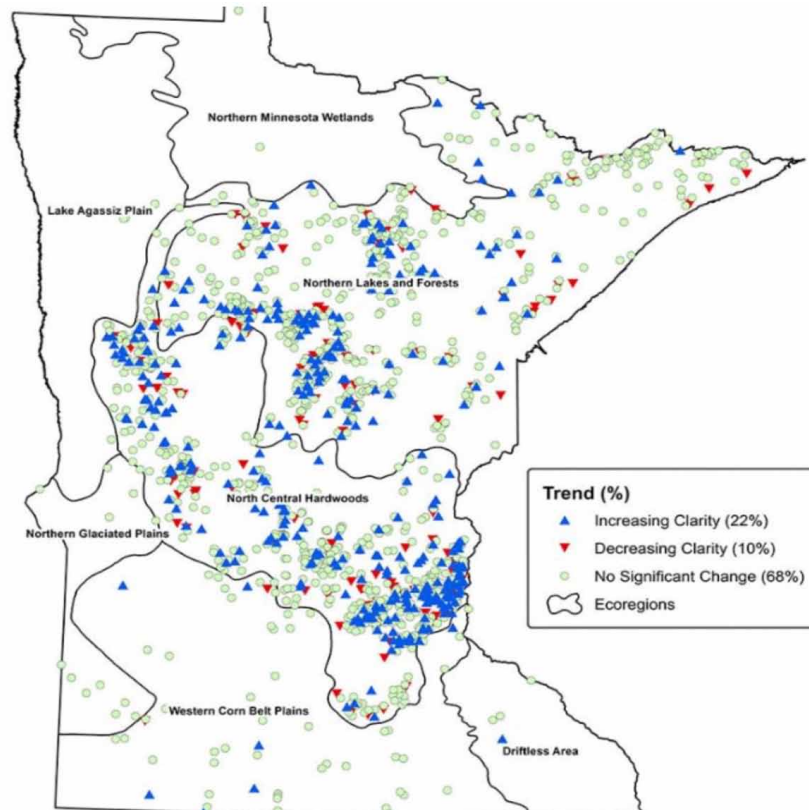 Northern Minnesota Wetlands
Lake Agassiz Plain
Northern Lakes and Forests
North Central Hardwoods
Northern Glaciated Plains
Trend (%)
Increasing Clarity (22%)
Decreasing Clarity (10%)
No Significant Change (68%)
Ecoregions
Western Corn Belt Plains
Driftless Area